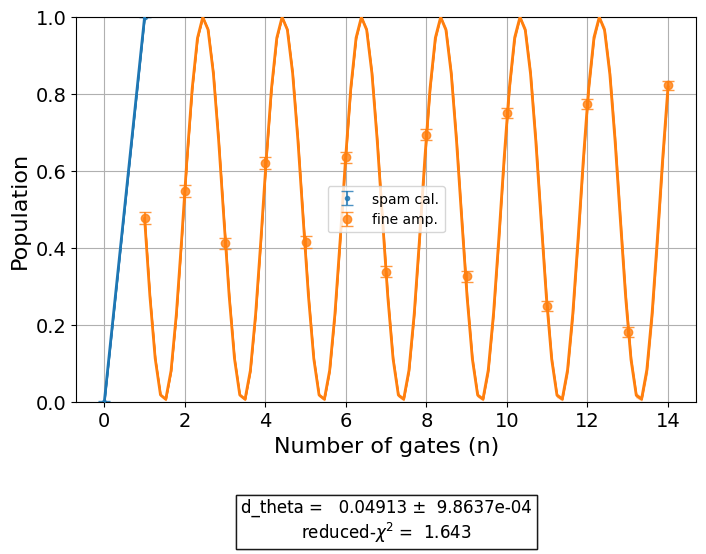 1.0
0.8
0.6
0.4
0.2
0.0
Population
spam cal.
fine amp.
0 2 4 6 8 10 12 14
Number of gates (n)
d_theta = 0.04913 ± 9.8637e-04
reduced-χ² = 1.643